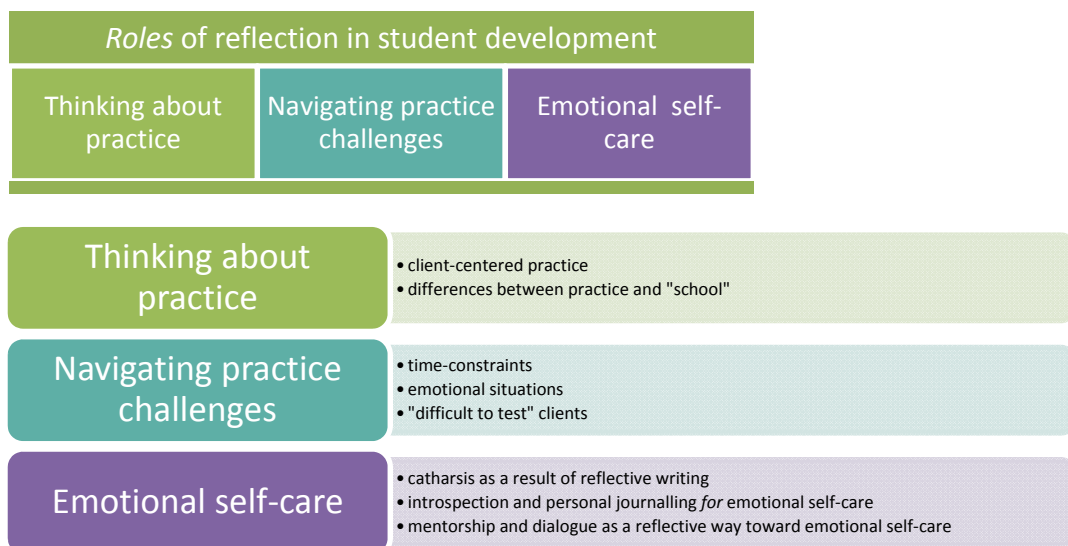 Roles of reflection in student development
Thinking about
practice
Navigating practice
challenges
Emotional self-
care
Thinking about
practice
• client-centered practice
• differences between practice and "school"
Navigating practice
challenges
• time-constraints
• emotional situations
• "difficult to test" clients
Emotional self-care
• catharsis as a result of reflective writing
• introspection and personal journalling for emotional self-care
• mentorship and dialogue as a reflective way toward emotional self-care